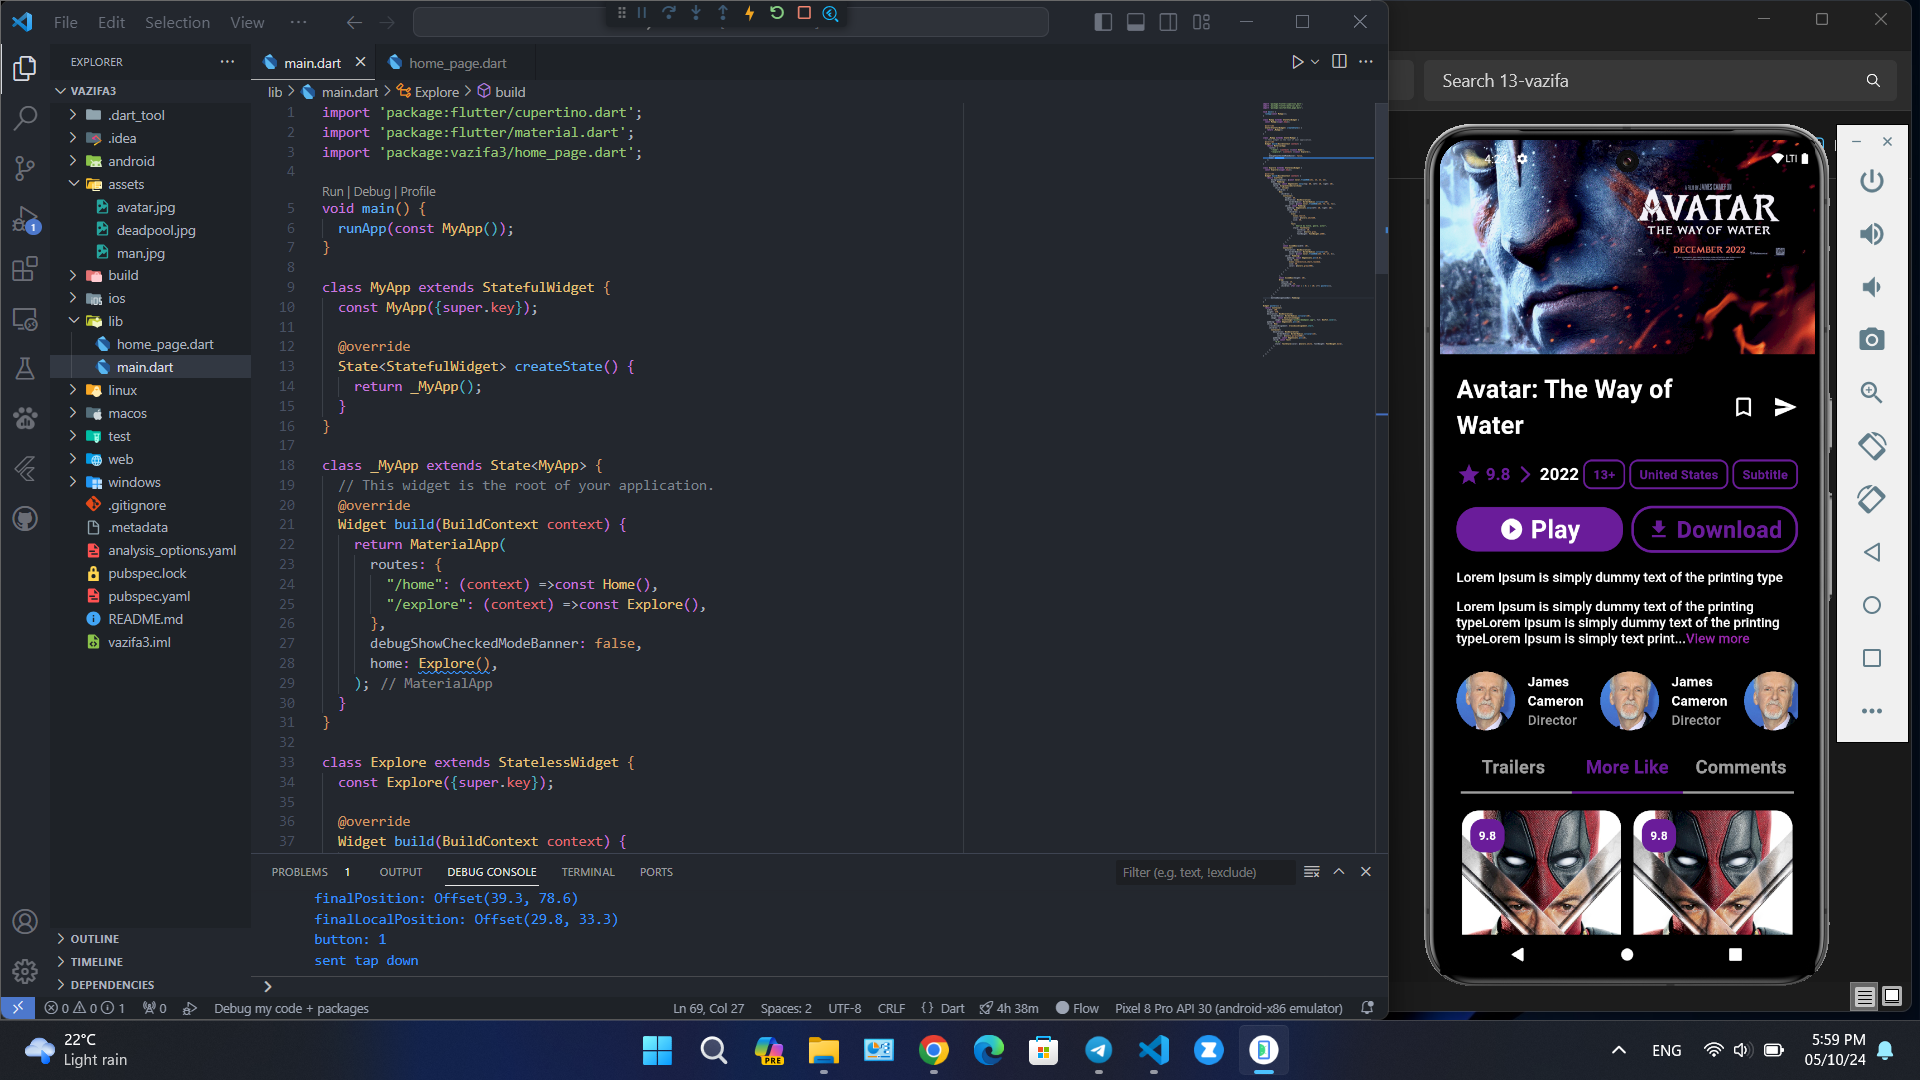 File Edit Selection View ···
EXPLORER ···
VAZIFA3
.dart_tool
.idea
android
assets
avatar.jpg
deadpool.jpg
man.jpg
build
ios
lib
home_page.dart
main.dart
linux
macos
test
web
windows
.gitignore
.metadata
analysis_options.yaml
pubspec.lock
pubspec.yaml
README.md
vazifa3.iml
OUTLINE
TIMELINE
DEPENDENCIES
1
main.dart home_page.dart
lib > main.dart > Explore > build
1 import 'package:flutter/cupertino.dart';
2 import 'package:flutter/material.dart';
3 import 'package:vazifa3/home_page.dart';
4
Run | Debug | Profile
5 void main() {
6 runApp(const MyApp());
7 }
8
9 class MyApp extends StatefulWidget {
10 const MyApp({super.key});
11
12 @override
13 State<StatefulWidget> createState() {
14 return _MyApp();
15 }
16 }
17
18 class _MyApp extends State<MyApp> {
19 // This widget is the root of your application.
20 @override
21 Widget build(BuildContext context) {
22 return MaterialApp(
23 routes: {
24 "/home": (context) =>const Home(),
25 "/explore": (context) =>const Explore(),
26 },
27 debugShowCheckedModeBanner: false,
28 home: Explore(),
29 ); // MaterialApp
30 }
31 }
32
33 class Explore extends StatelessWidget {
34 const Explore({super.key});
35
36 @override
37 Widget build(BuildContext context) {
PROBLEMS 1 OUTPUT DEBUG CONSOLE TERMINAL PORTS
Filter (e.g. text, !exclude)
finalPosition: Offset(39.3, 78.6)
finalLocalPosition: Offset(29.8, 33.3)
button: 1
sent tap down
>
0 0 1 0 Debug my code + packages
Ln 69, Col 27 Spaces: 2 UTF-8 CRLF {} Dart 4h 38m Flow Pixel 8 Pro API 30 (android-x86 emulator)
Search 13-vazifa
4:24
LTE
A FILM BY JAMES CAMERON
AVATAR
THE WAY OF WATER
DECEMBER 2022
Avatar: The Way of
Water
9.8 > 2022 13+ United States Subtitle
Play Download
Lorem Ipsum is simply dummy text of the printing type
Lorem Ipsum is simply dummy text of the printing
typeLorem Ipsum is simply dummy text of the printing
typeLorem Ipsum is simply text print...View more
James Cameron
Director
James Cameron
Director
Trailers More Like Comments
9.8 9.8
22°C
Light rain
PRE
ENG
5:59 PM
05/10/24